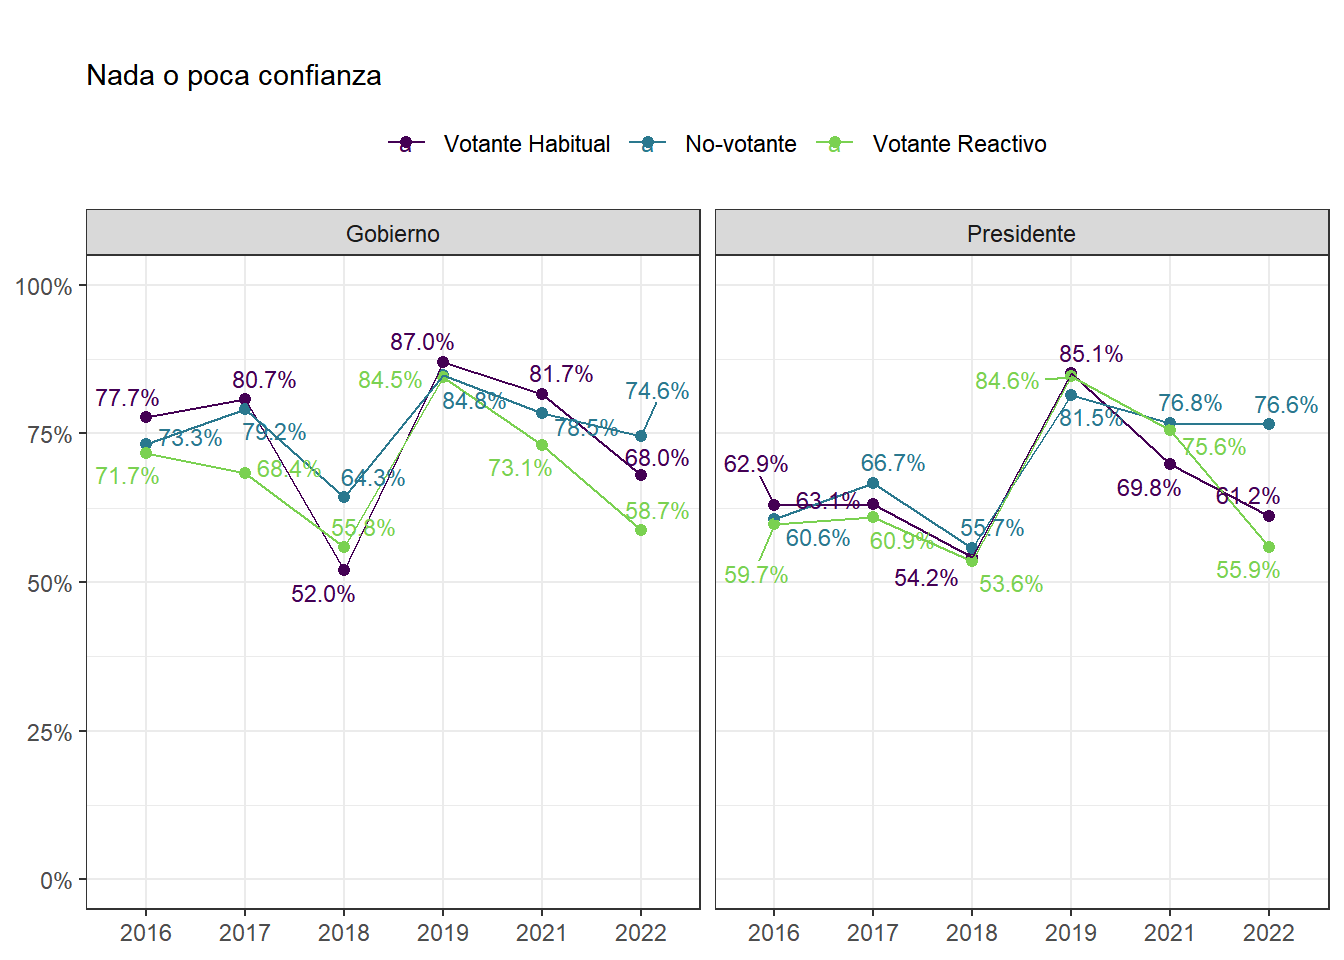 Nada o poca confianza
a Votante Habitual a No-votante a Votante Reactivo
Gobierno Presidente
100%
75%
50%
25%
0%
77.7% 80.7% 52.0% 87.0% 81.7% 68.0%
73.3% 79.2% 64.3% 84.8% 78.5% 74.6%
71.7% 68.4% 55.8% 84.5% 73.1% 58.7%
62.9% 63.1% 54.2% 85.1% 69.8% 61.2%
60.6% 66.7% 55.7% 81.5% 76.8% 76.6%
59.7% 60.9% 53.6% 84.6% 75.6% 55.9%
2016 2017 2018 2019 2021 2022 2016 2017 2018 2019 2021 2022